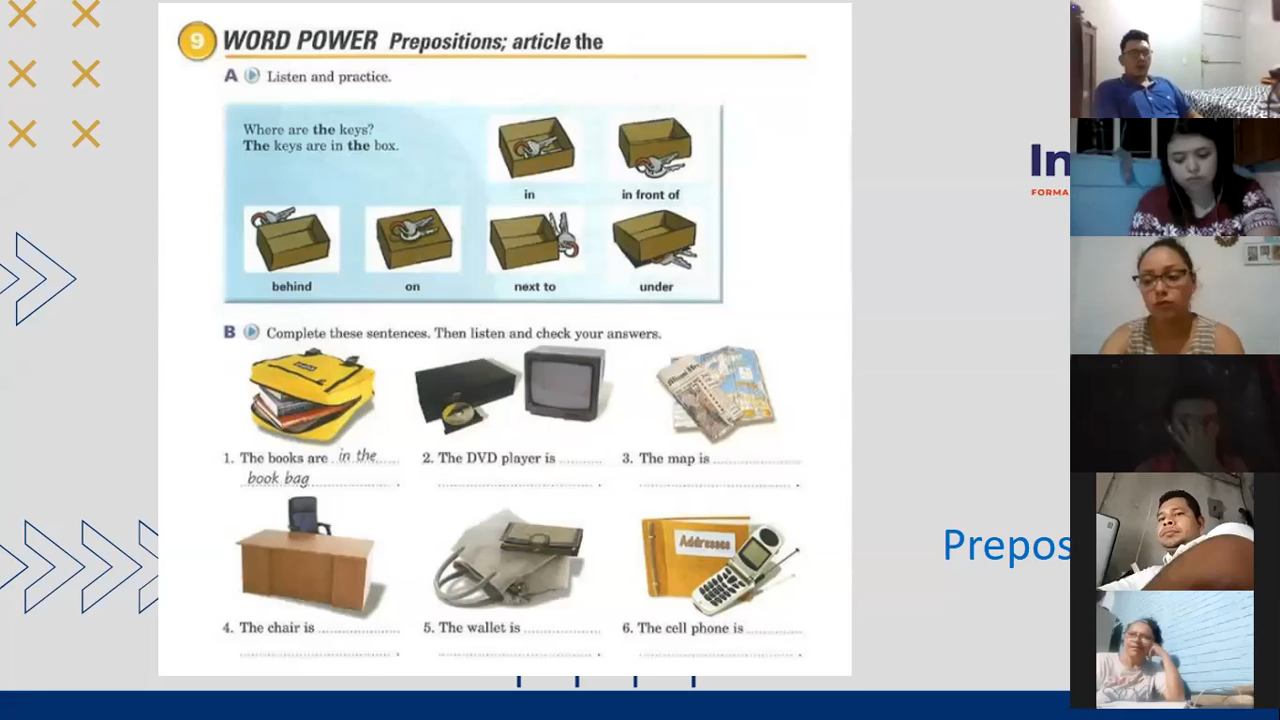 9 WORD POWER Prepositions; article the
A Listen and practice.
Where are the keys?
The keys are in the box.
in
in front of
behind
on
next to
under
B Complete these sentences. Then listen and check your answers.
1. The books are in the
book bag.
2. The DVD player is
.
3. The map is
.
Addresses
4. The chair is
.
5. The wallet is
.
6. The cell phone is
.
In
FORMA
Prepos